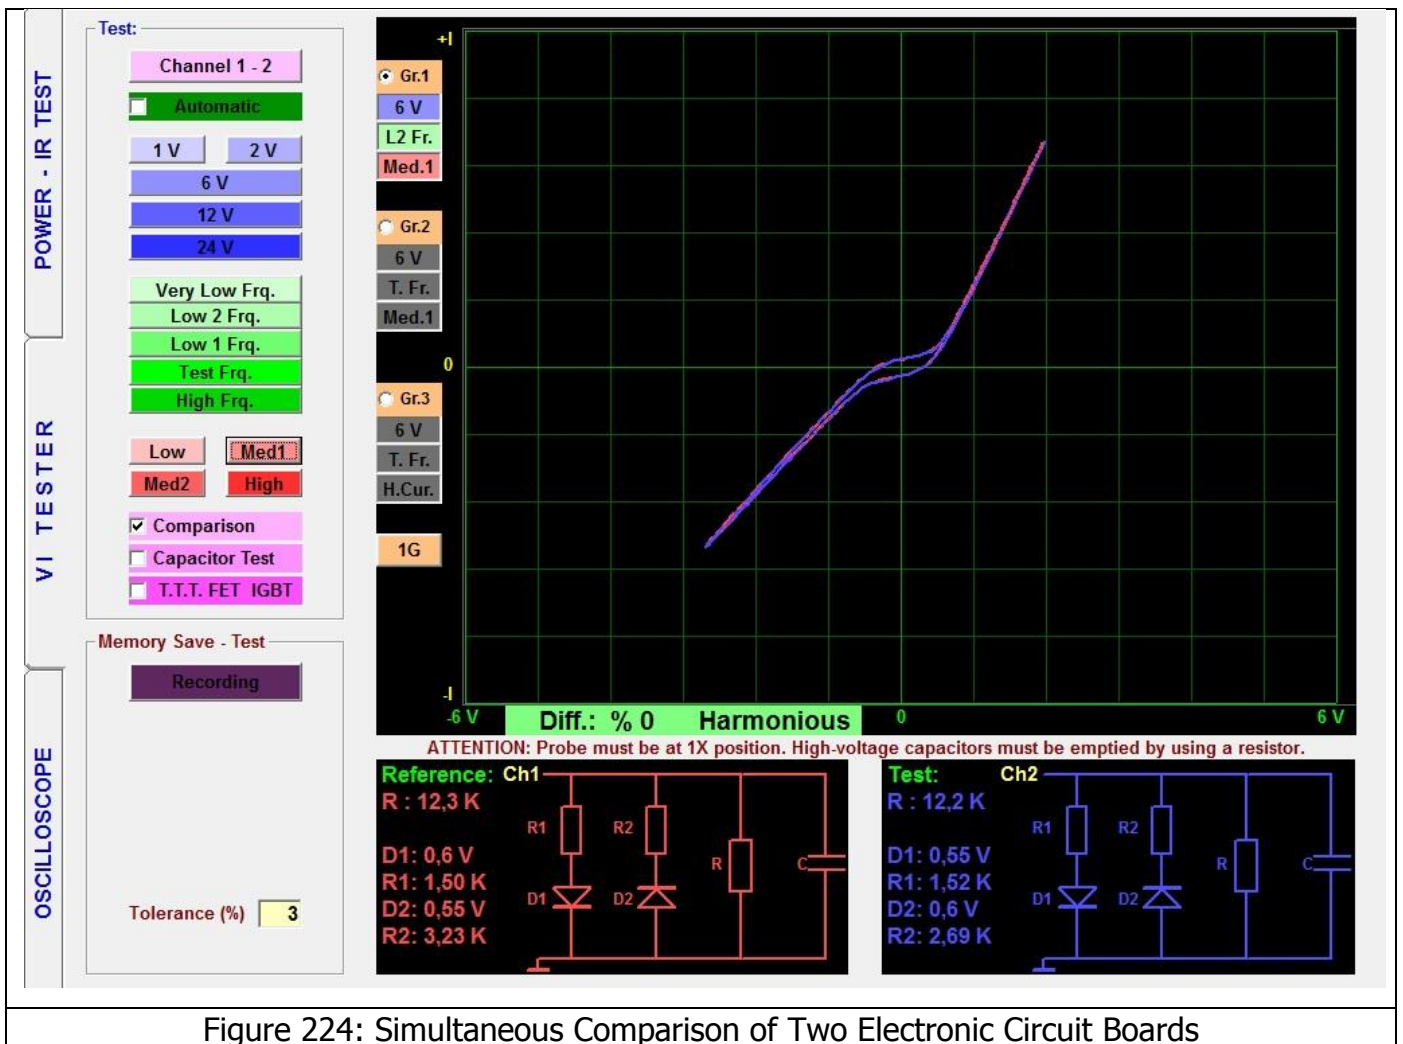 POWER - IR TEST
VI TESTER
OSCILLOSCOPE
Test:
Channel 1 - 2
Automatic
1 V
2 V
6 V
12 V
24 V
Very Low Frq.
Low 2 Frq.
Low 1 Frq.
Test Frq.
High Frq.
Low
Med1
Med2
High
Comparison
Capacitor Test
T.T.T. FET IGBT
Memory Save - Test
Recording
Tolerance (%) 3
Gr.1
6 V
L2 Fr.
Med.1
Gr.2
6 V
T. Fr.
Med.1
Gr.3
6 V
T. Fr.
H.Cur.
1G
+I
0
-I
-6 V
0
6 V
Diff.: % 0 Harmonious
ATTENTION: Probe must be at 1X position. High-voltage capacitors must be emptied by using a resistor.
Reference: Ch1
R : 12,3 K
D1: 0,6 V
R1: 1,50 K
D2: 0,55 V
R2: 3,23 K
R1
R2
R
C
D1
D2
Test: Ch2
R : 12,2 K
D1: 0,55 V
R1: 1,52 K
D2: 0,6 V
R2: 2,69 K
R1
R2
R
C
D1
D2
Figure 224: Simultaneous Comparison of Two Electronic Circuit Boards